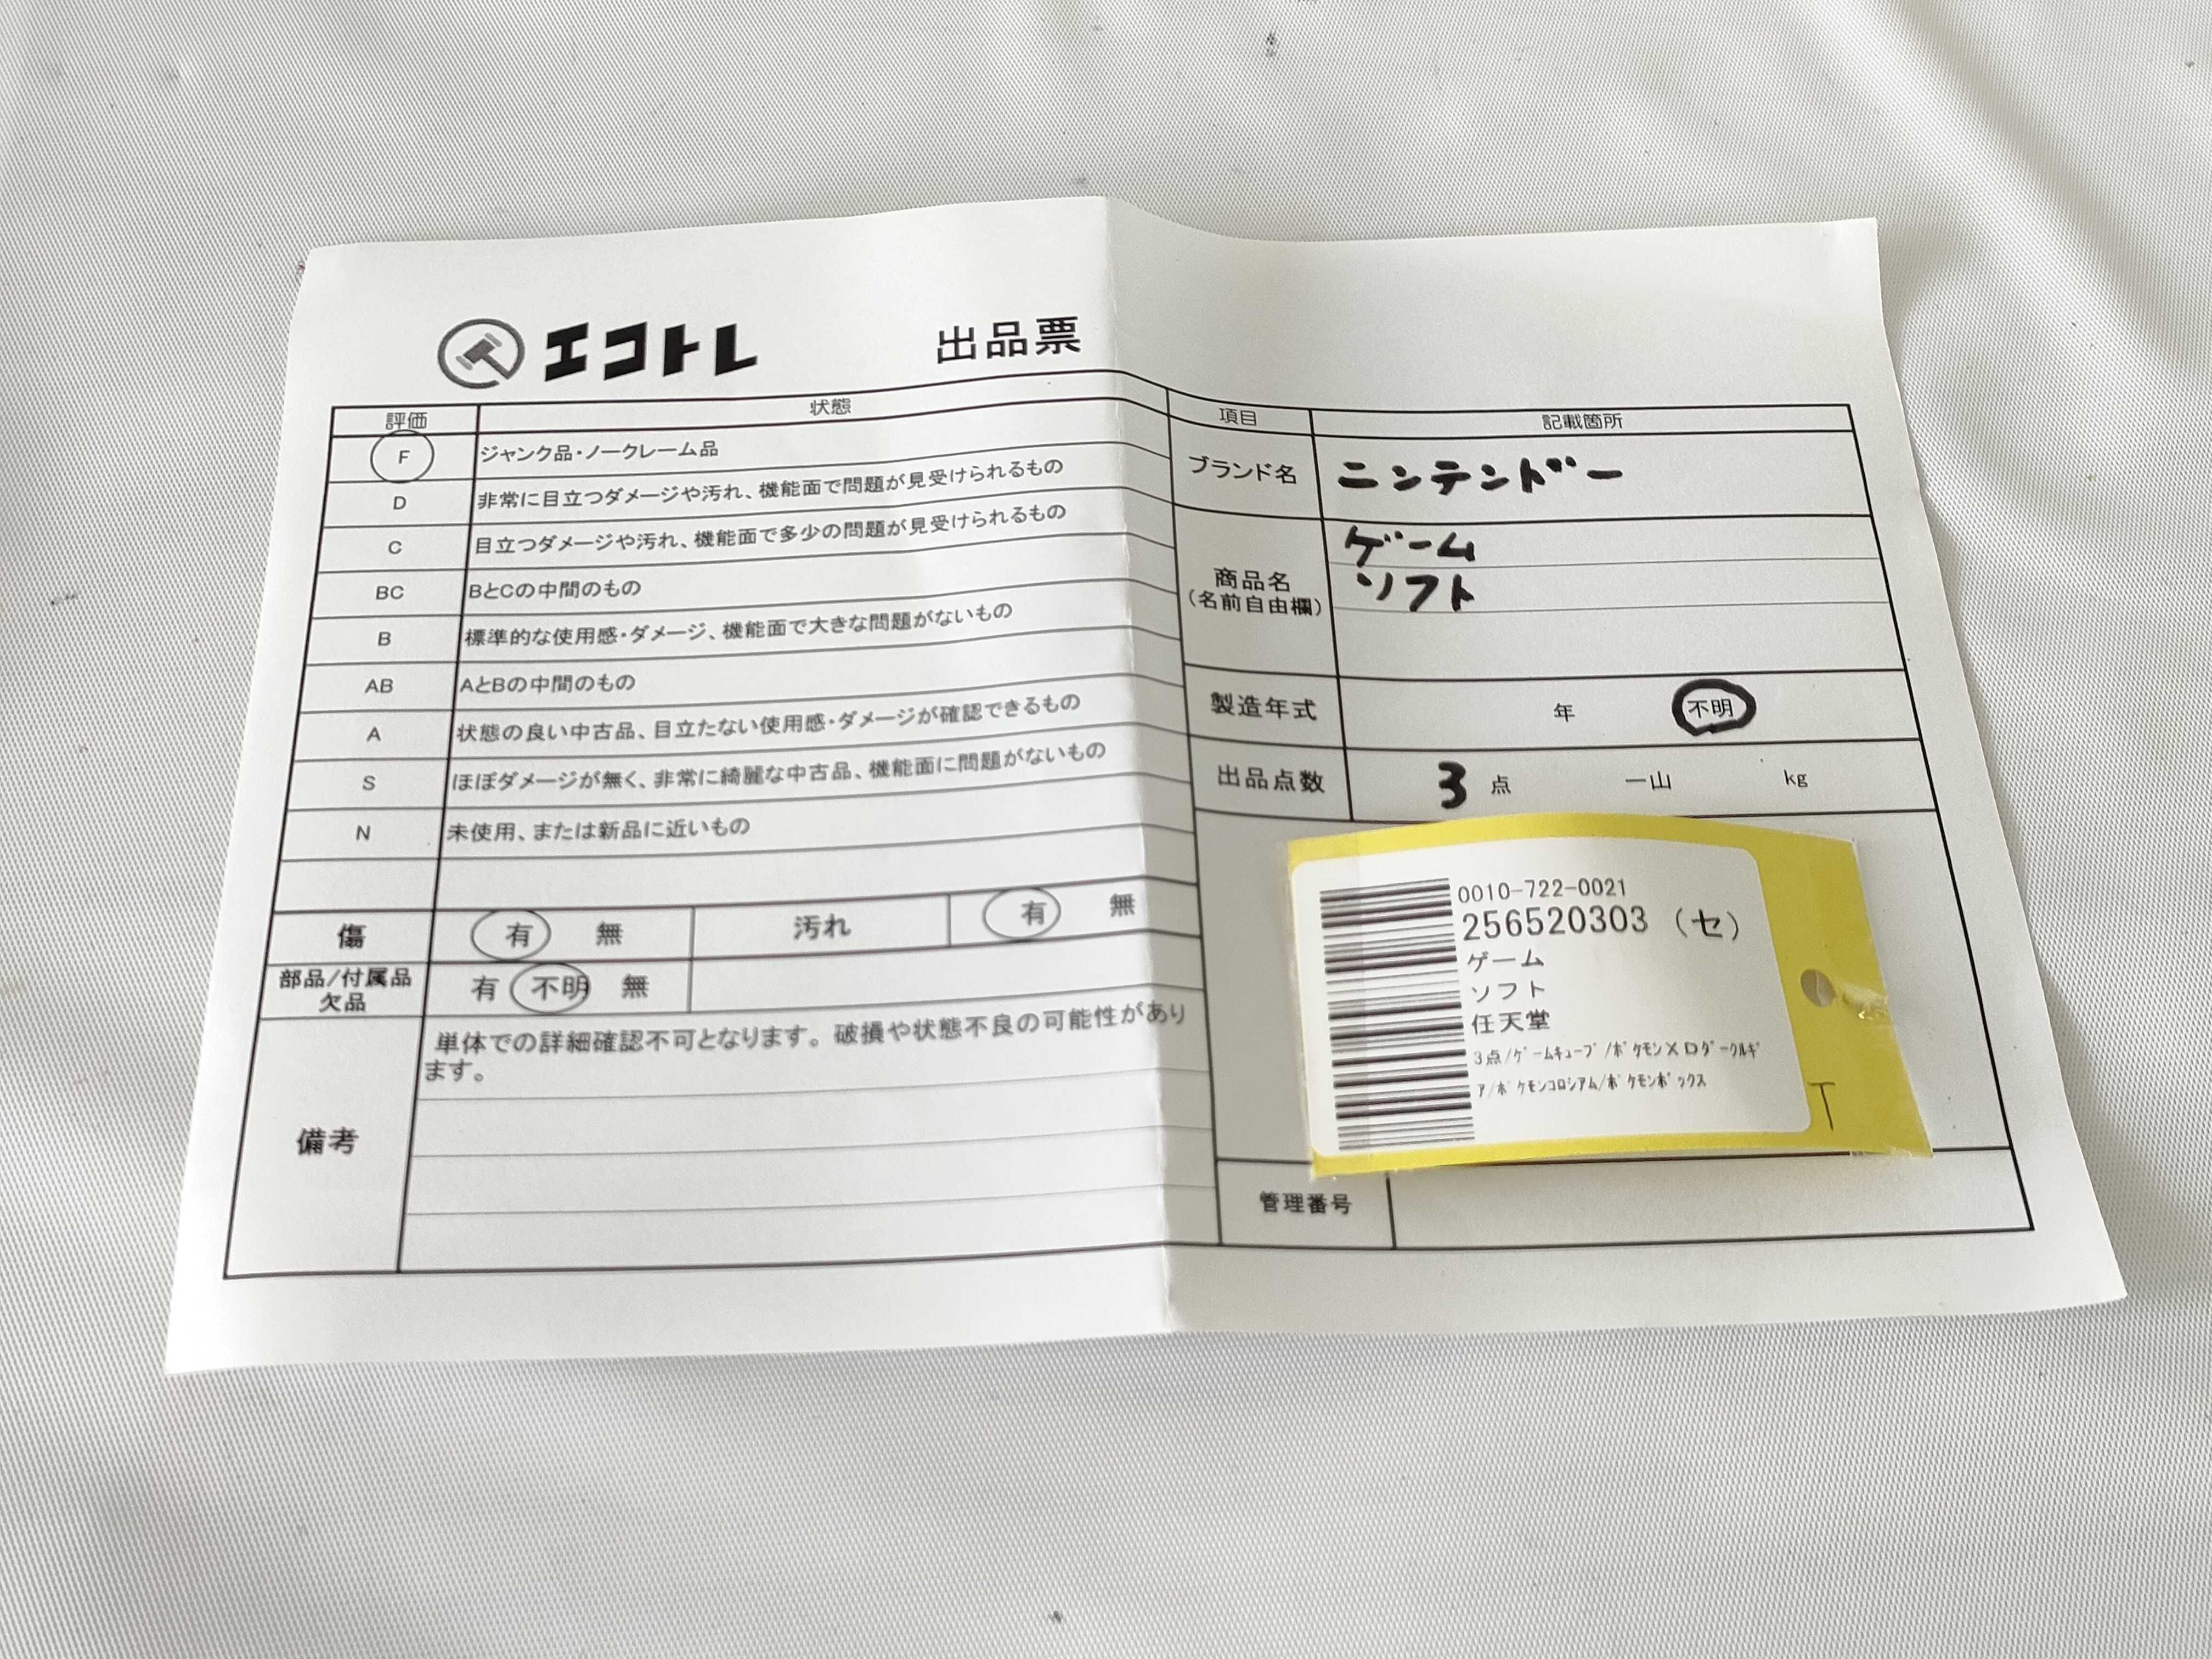 エコトレ 出品票
評価 状態
F ジャンク品・ノークレーム品
D 非常に目立つダメージや汚れ、機能面で問題が見受けられるもの
C 目立つダメージや汚れ、機能面で多少の問題が見受けられるもの
BC BとCの中間のもの
B 標準的な使用感・ダメージ、機能面で大きな問題がないもの
AB AとBの中間のもの
A 状態の良い中古品、目立たない使用感・ダメージが確認できるもの
S ほぼダメージが無く、非常に綺麗な中古品、機能面に問題がないもの
N 未使用、または新品に近いもの
傷 有 無 汚れ 有 無
部品/付属品
欠品 有 不明 無
備考 単体での詳細確認不可となります。破損や状態不良の可能性があり
ます。
項目 記載箇所
ブランド名 ニンテンドー
商品名
(名前自由欄)
ゲーム
ソフト
製造年式 年 不明
出品点数 3 点 一山 kg
0010-722-0021
256520303 (セ)
ゲーム
ソフト
任天堂
3点/ゲームキューブ/ポケモンXDダークルギ
ア/ポケモンコロシアム/ポケモンボックス
T
管理番号